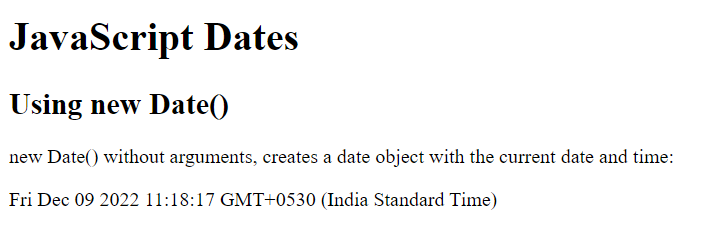 JavaScript Dates
Using new Date()
new Date() without arguments, creates a date object with the current date and time:
Fri Dec 09 2022 11:18:17 GMT+0530 (India Standard Time)